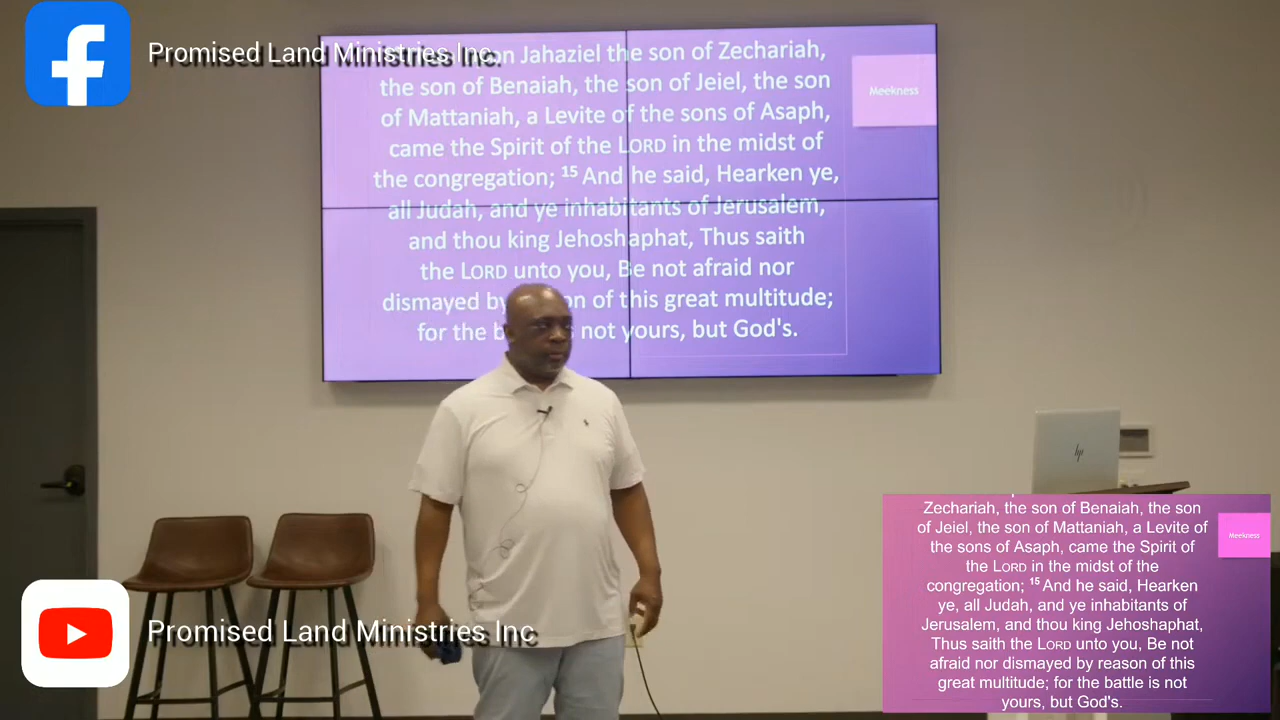 Promised Land Ministries Inc.
on Jahaziel the son of Zechariah,
the son of Benaiah, the son of Jeiel, the son
of Mattaniah, a Levite of the sons of Asaph,
came the Spirit of the LORD in the midst of
the congregation; 15 And he said, Hearken ye,
all Judah, and ye inhabitants of Jerusalem,
and thou king Jehoshaphat, Thus saith
the LORD unto you, Be not afraid nor
dismayed by on of this great multitude;
for the b not yours, but God's.
Meekness
hp
Zechariah, the son of Benaiah, the son
of Jeiel, the son of Mattaniah, a Levite of
the sons of Asaph, came the Spirit of
the LORD in the midst of the
congregation; 15 And he said, Hearken
ye, all Judah, and ye inhabitants of
Jerusalem, and thou king Jehoshaphat,
Thus saith the LORD unto you, Be not
afraid nor dismayed by reason of this
great multitude; for the battle is not
yours, but God's.
Meekness
Promised Land Ministries Inc